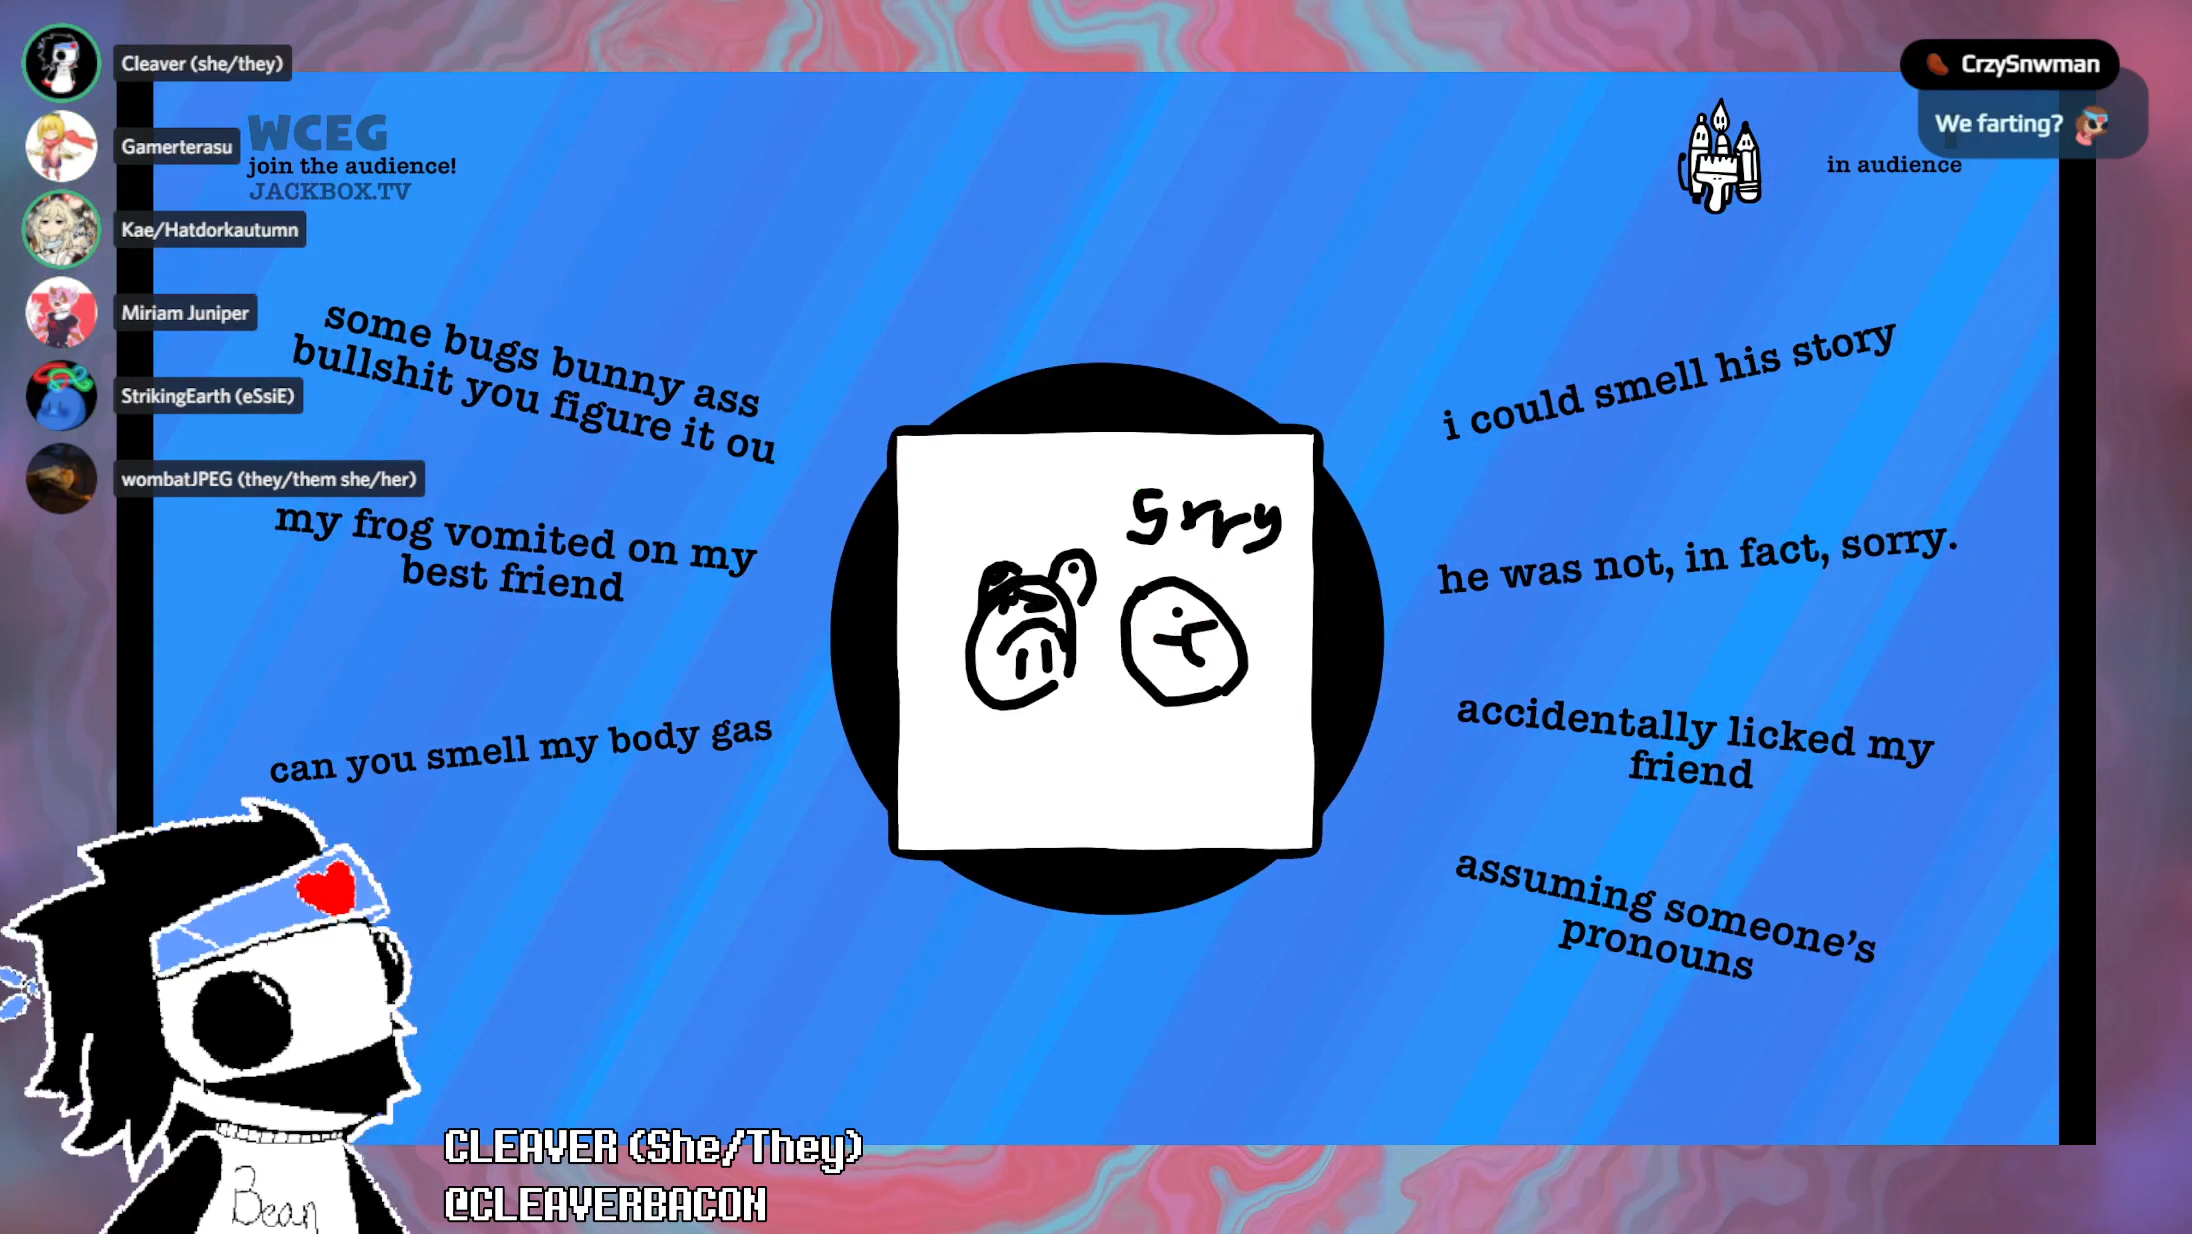 Cleaver (she/they)
Gamerterasu
Kae/Hatdorkautumn
Miriam Juniper
StrikingEarth (eSsiE)
wombatJPEG (they/them she/her)
WCEG
join the audience!
JACKBOX.TV
CrzySnwman
We farting?
in audience
some bugs bunny ass
bullshit you figure it ou
my frog vomited on my
best friend
can you smell my body gas
Srry
i could smell his story
he was not, in fact, sorry.
accidentally licked my
friend
assuming someone's
pronouns
Bean
CLEAVER (She/They)
@CLEAVERBACON